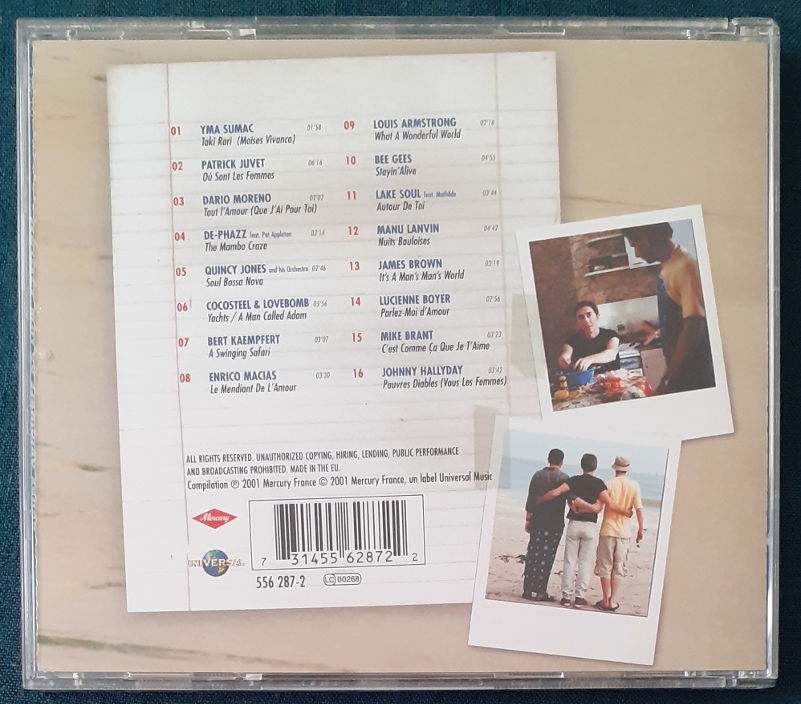 01 YMA SUMAC 01'58
Taki Rari (Moises Vivanco)
02 PATRICK JUVET 06'16
Où Sont Les Femmes
03 DARIO MORENO 02'02
Tout l'Amour (Que J'Ai Pour Toi)
04 DE-PHAZZ feat. Pat Appleton 02'14
The Mambo Craze
05 QUINCY JONES and his Orchestra 02'46
Soul Bossa Nova
06 COCOSTEEL & LOVEBOMB 05'56
Yachts / A Man Called Adam
07 BERT KAEMPFERT 03'07
A Swinging Safari
08 ENRICO MACIAS 03'30
Le Mendiant De L'Amour
09 LOUIS ARMSTRONG 02'16
What A Wonderful World
10 BEE GEES 04'53
Stayin'Alive
11 LAKE SOUL feat. Mathilde 03'44
Autour De Toi
12 MANU LANVIN 04'42
Nuits Bauloises
13 JAMES BROWN 02'19
It's A Man's Man's World
14 LUCIENNE BOYER 02'56
Parlez-Moi d'Amour
15 MIKE BRANT 03'23
C'est Comme Ça Que Je T'Aime
16 JOHNNY HALLYDAY 03'42
Pauvres Diables (Vous Les Femmes)
ALL RIGHTS RESERVED. UNAUTHORIZED COPYING, HIRING, LENDING, PUBLIC PERFORMANCE
AND BROADCASTING PROHIBITED. MADE IN THE EU.
Compilation ℗ 2001 Mercury France © 2001 Mercury France, un label Universal Music
Mercury
UNIVERSAL
7 31455 62872 2
556 287-2 LC 00268